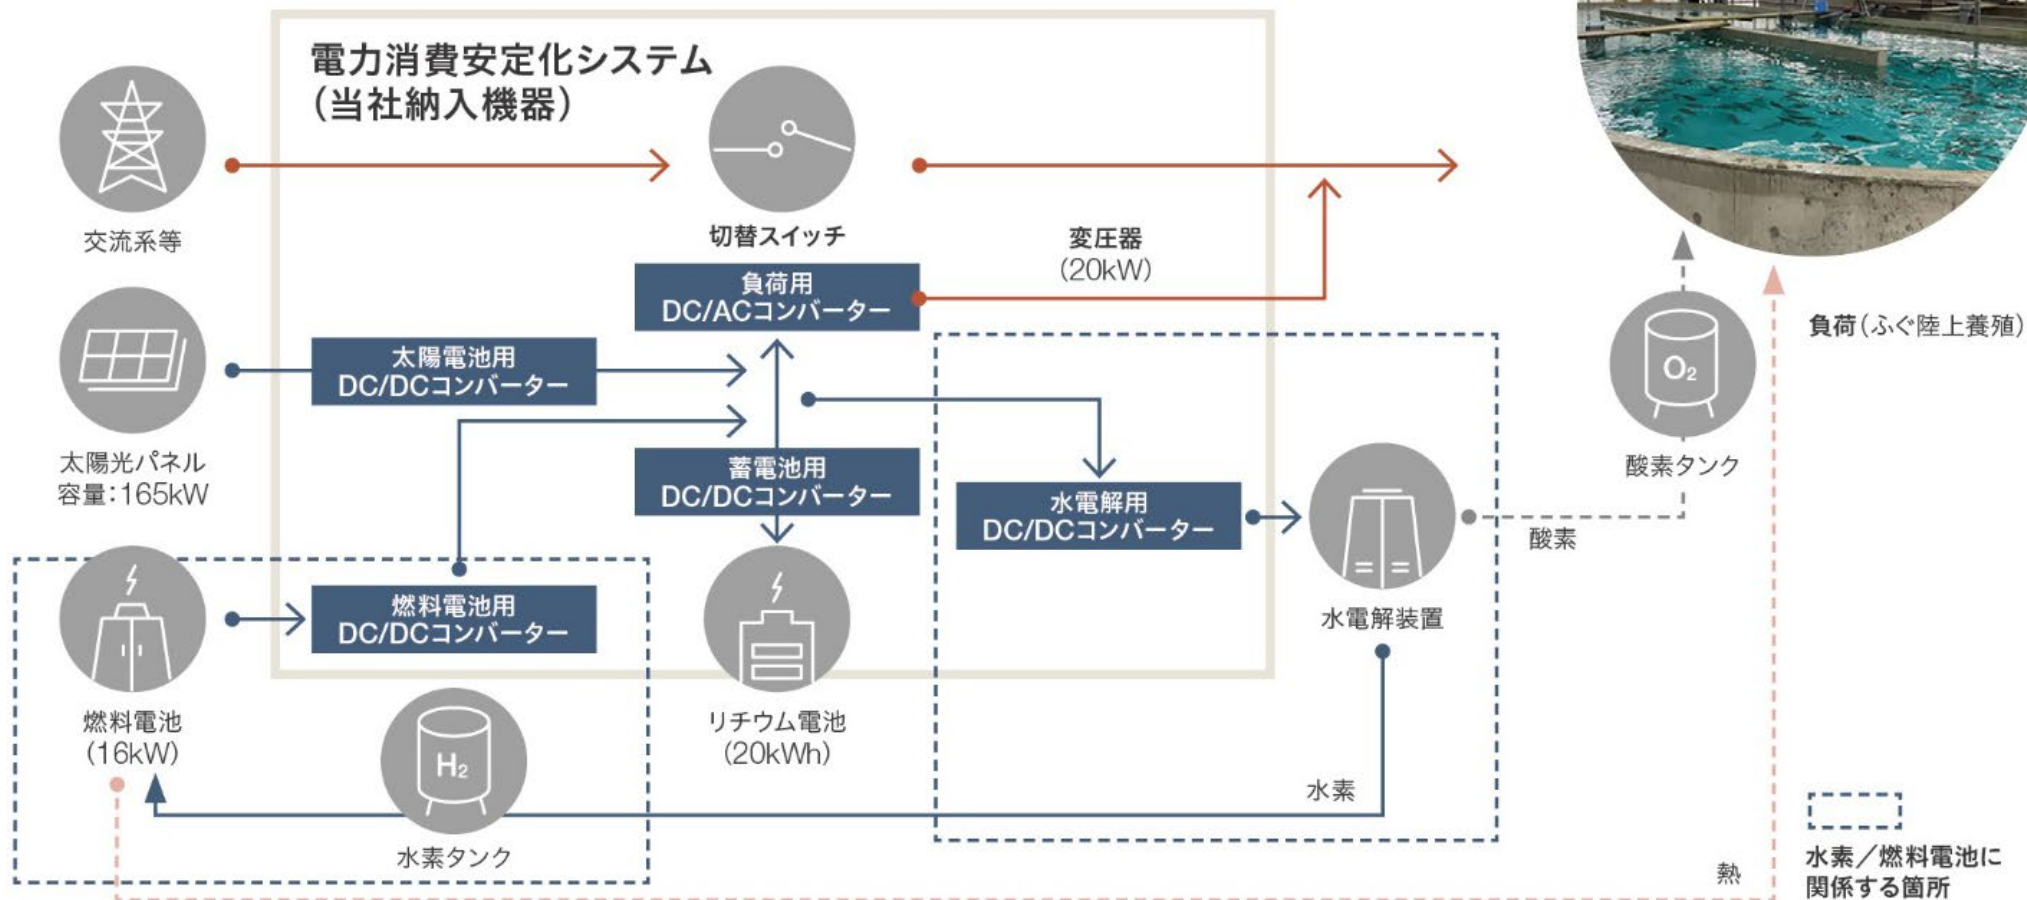 電力消費安定化システム
（当社納入機器）
交流系等
切替スイッチ
変圧器
（20kW）
負荷用
DC/ACコンバーター
太陽光パネル
容量：165kW
太陽電池用
DC/DCコンバーター
蓄電池用
DC/DCコンバーター
水電解用
DC/DCコンバーター
負荷（ふぐ陸上養殖）
O₂
酸素タンク
酸素
水電解装置
燃料電池用
DC/DCコンバーター
燃料電池
（16kW）
H₂
水素タンク
リチウム電池
（20kWh）
水素
熱
水素／燃料電池に
関係する箇所